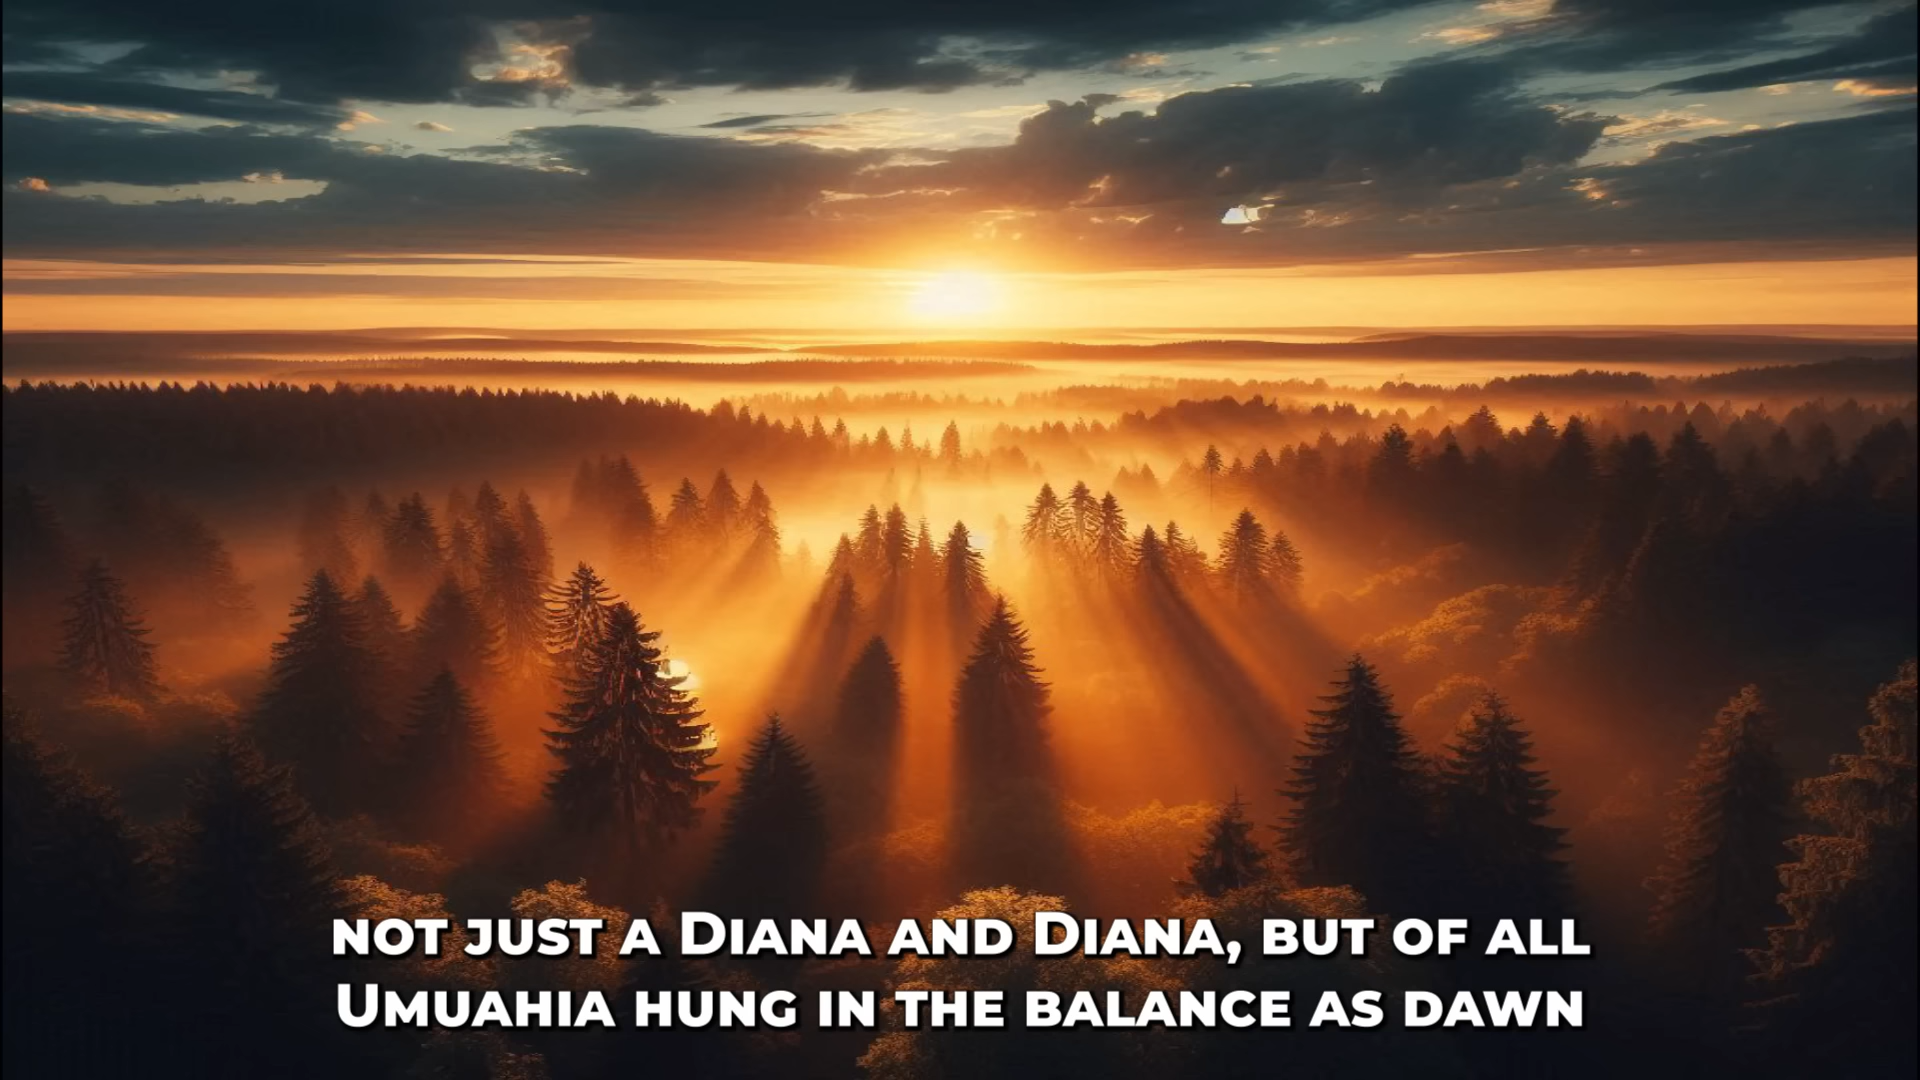 not just a Diana and Diana, but of all
Umuahia hung in the balance as dawn